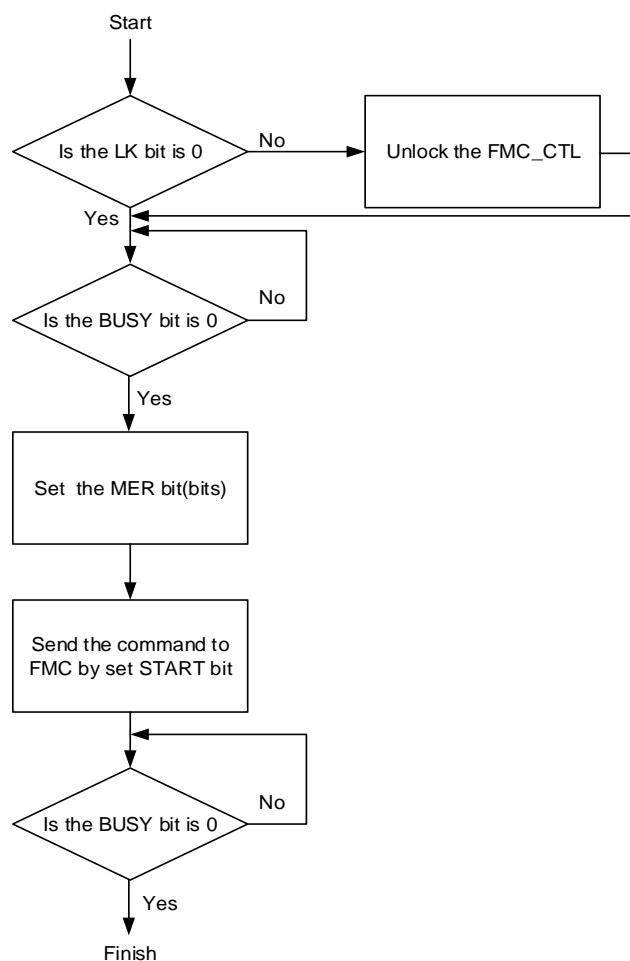 Start
Is the LK bit is 0
No
Unlock the FMC_CTL
Yes
No
Is the BUSY bit is 0
Yes
Set the MER bit(bits)
Send the command to
FMC by set START bit
No
Is the BUSY bit is 0
Yes
Finish